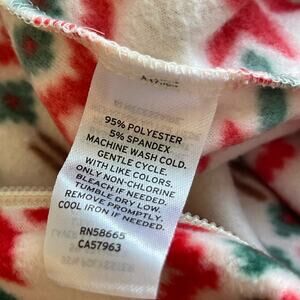 95% POLYESTER
5% SPANDEX
MACHINE WASH COLD.
GENTLE CYCLE.
WITH LIKE COLORS.
ONLY NON-CHLORINE
BLEACH IF NEEDED.
TUMBLE DRY LOW.
REMOVE PROMPTLY.
COOL IRON IF NEEDED.
RN58665
CA57963